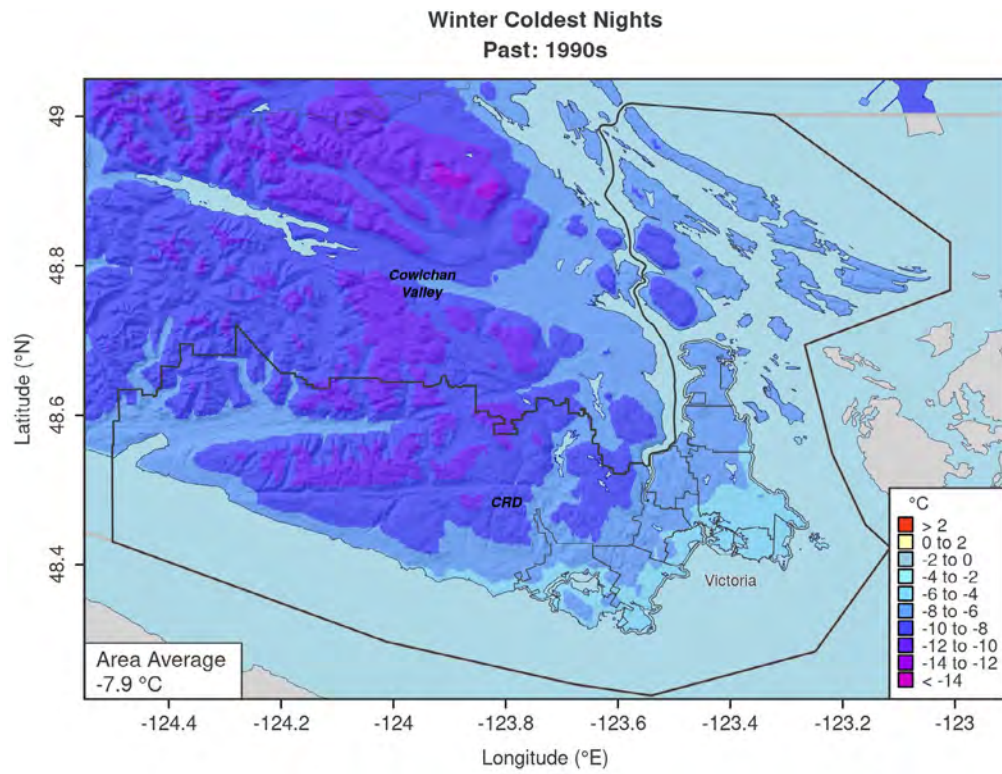 Winter Coldest Nights
Past: 1990s
Latitude (°N)
49
48.8
48.6
48.4
Cowichan
Valley
CRD
Victoria
°C
> 2
0 to 2
-2 to 0
-4 to -2
-6 to -4
-8 to -6
-10 to -8
-12 to -10
-14 to -12
< -14
Area Average
-7.9 °C
-124.4
-124.2
-124
-123.8
-123.6
-123.4
-123.2
-123
Longitude (°E)